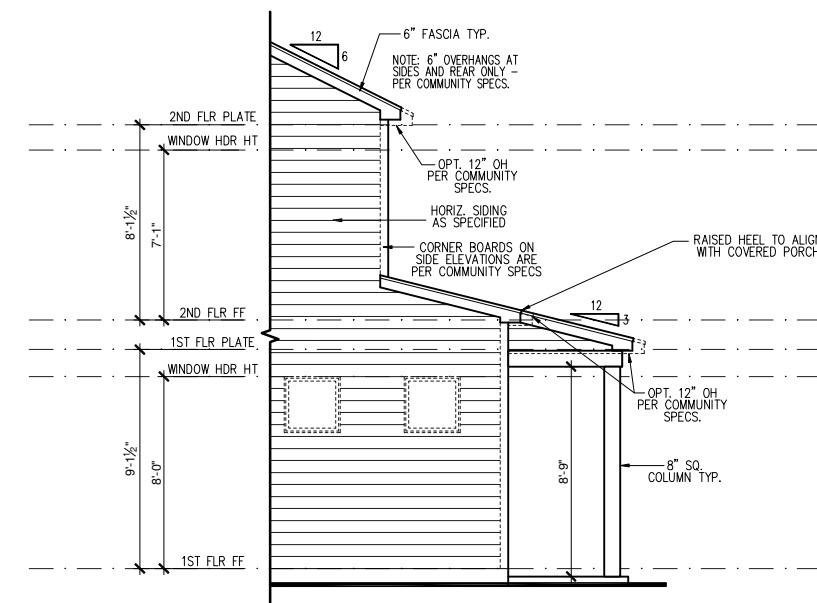 12
6
6" FASCIA TYP.
NOTE: 6" OVERHANGS AT
SIDES AND REAR ONLY –
PER COMMUNITY SPECS.
2ND FLR PLATE
WINDOW HDR HT
OPT. 12" OH
PER COMMUNITY
SPECS.
8'-1½"
7'-1"
HORIZ. SIDING
AS SPECIFIED
CORNER BOARDS ON
SIDE ELEVATIONS ARE
PER COMMUNITY SPECS
RAISED HEEL TO ALIGN
WITH COVERED PORCH
12
3
2ND FLR FF
1ST FLR PLATE
WINDOW HDR HT
OPT. 12" OH
PER COMMUNITY
SPECS.
9'-1½"
8'-0"
8'-9"
8" SQ.
COLUMN TYP.
1ST FLR FF